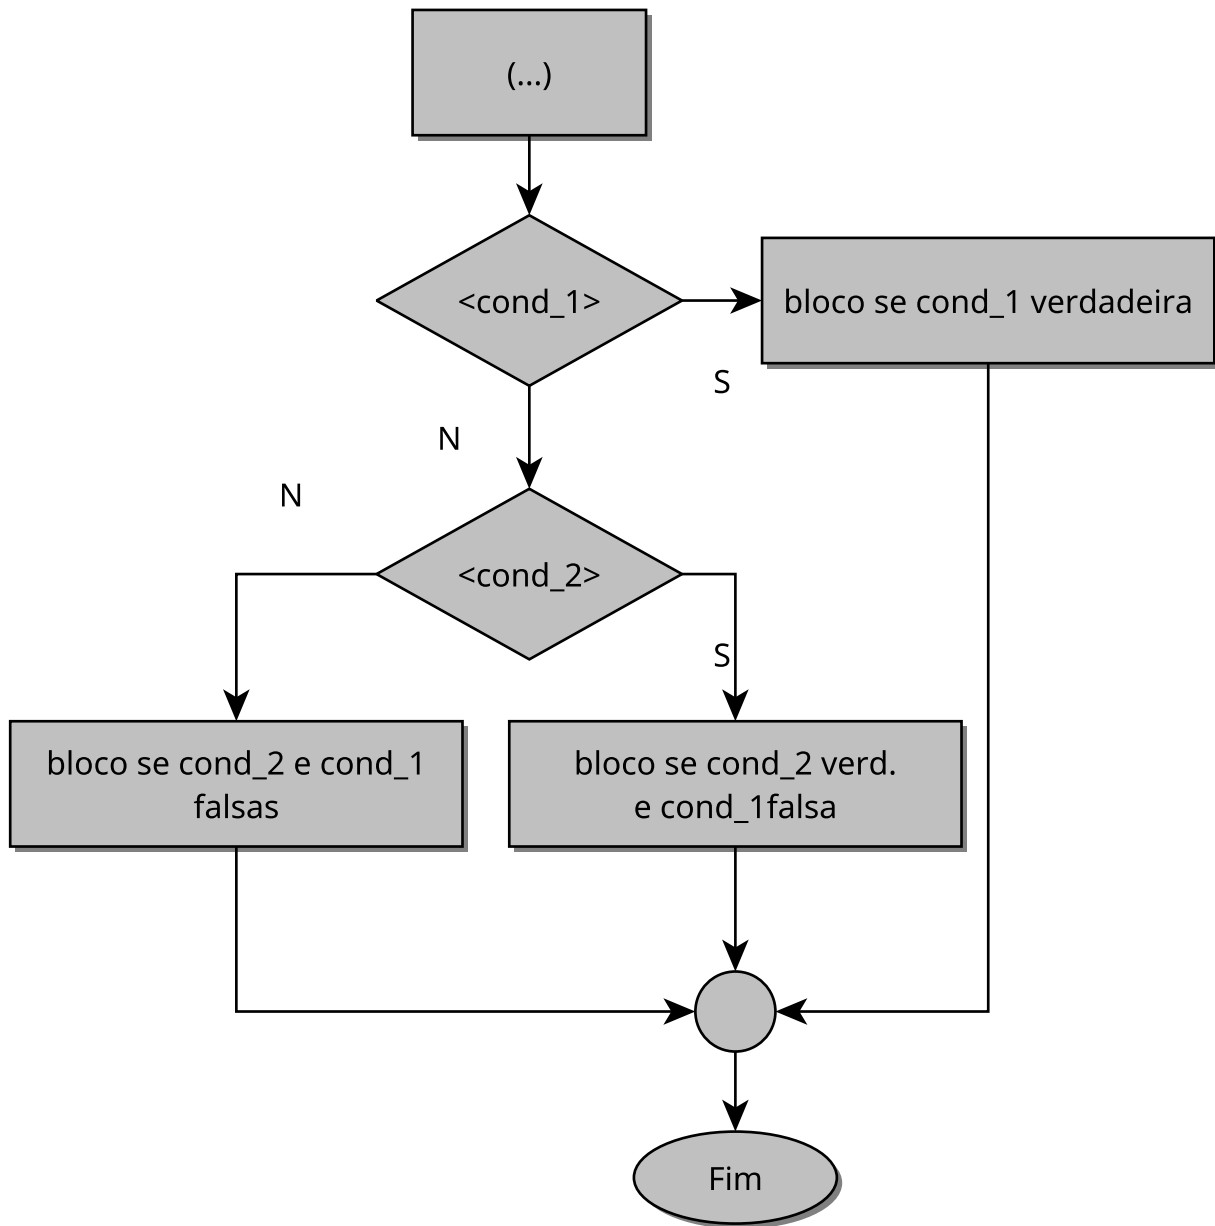 (...)
<cond_1>
bloco se cond_1 verdadeira
S
N
N
<cond_2>
S
bloco se cond_2 e cond_1
falsas
bloco se cond_2 verd.
e cond_1falsa
Fim